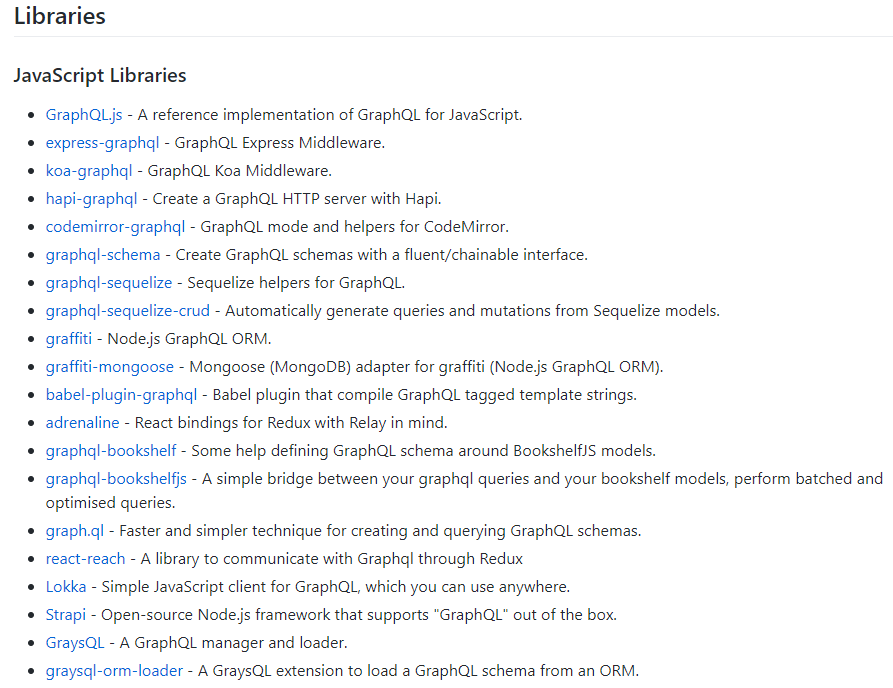 Libraries
JavaScript Libraries
GraphQL.js - A reference implementation of GraphQL for JavaScript.
express-graphql - GraphQL Express Middleware.
koa-graphql - GraphQL Koa Middleware.
hapi-graphql - Create a GraphQL HTTP server with Hapi.
codemirror-graphql - GraphQL mode and helpers for CodeMirror.
graphql-schema - Create GraphQL schemas with a fluent/chainable interface.
graphql-sequelize - Sequelize helpers for GraphQL.
graphql-sequelize-crud - Automatically generate queries and mutations from Sequelize models.
graffiti - Node.js GraphQL ORM.
graffiti-mongoose - Mongoose (MongoDB) adapter for graffiti (Node.js GraphQL ORM).
babel-plugin-graphql - Babel plugin that compile GraphQL tagged template strings.
adrenaline - React bindings for Redux with Relay in mind.
graphql-bookshelf - Some help defining GraphQL schema around BookshelfJS models.
graphql-bookshelfjs - A simple bridge between your graphql queries and your bookshelf models, perform batched and
optimised queries.
graph.ql - Faster and simpler technique for creating and querying GraphQL schemas.
react-reach - A library to communicate with Graphql through Redux
Lokka - Simple JavaScript client for GraphQL, which you can use anywhere.
Strapi - Open-source Node.js framework that supports "GraphQL" out of the box.
GraysQL - A GraphQL manager and loader.
graysql-orm-loader - A GraysQL extension to load a GraphQL schema from an ORM.